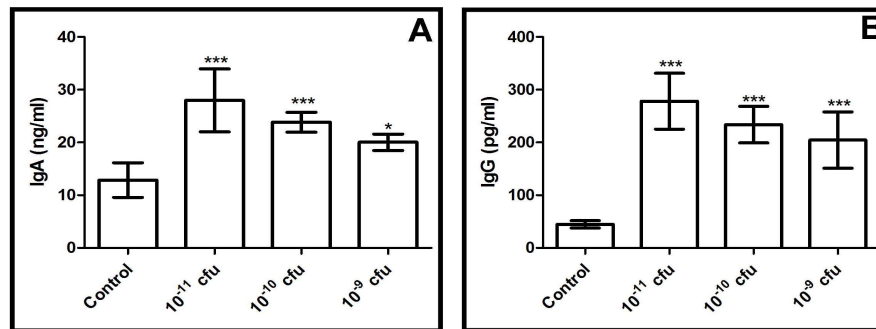 A
IgA (ng/ml)
40
30
20
10
0
***
***
*
Control
10⁻¹¹ cfu
10⁻¹⁰ cfu
10⁻⁹ cfu
B
IgG (pg/ml)
400
300
200
100
0
***
***
***
Control
10⁻¹¹ cfu
10⁻¹⁰ cfu
10⁻⁹ cfu